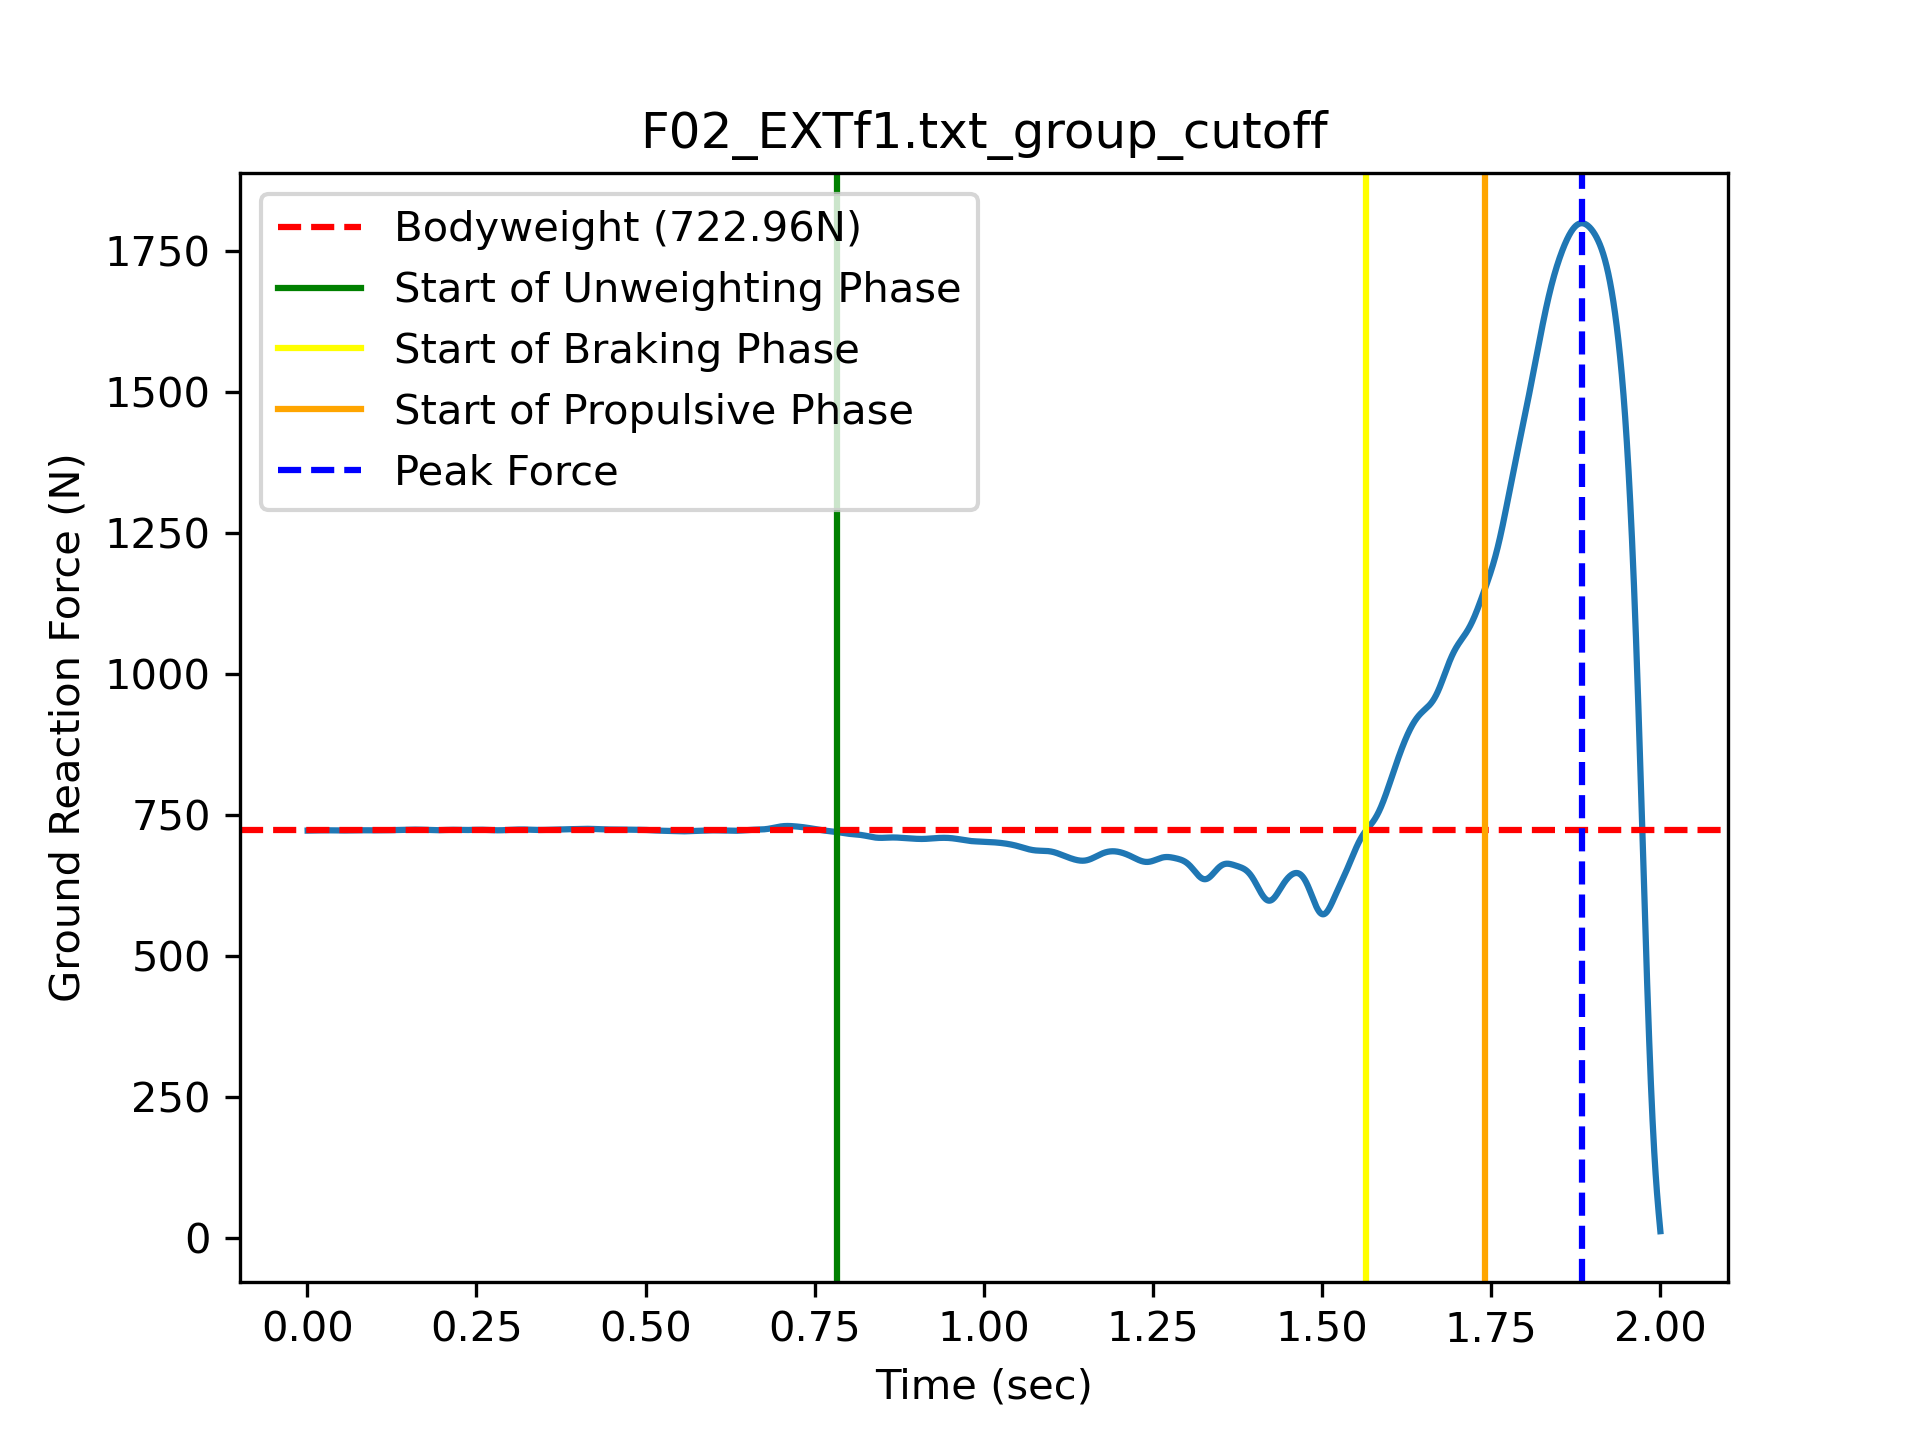 F02_EXTf1.txt_group_cutoff
Bodyweight (722.96N)
Start of Unweighting Phase
Start of Braking Phase
Start of Propulsive Phase
Peak Force
Ground Reaction Force (N)
1750
1500
1250
1000
750
500
250
0
0.00 0.25 0.50 0.75 1.00 1.25 1.50 1.75 2.00
Time (sec)